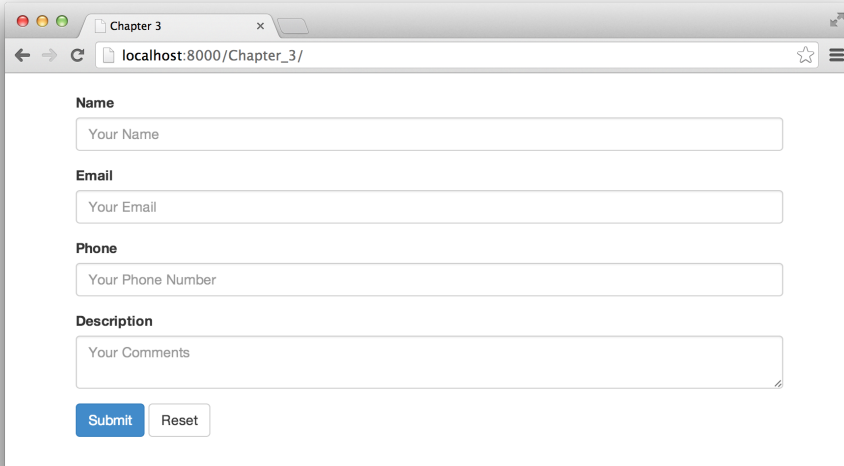 Chapter 3
localhost:8000/Chapter_3/
Name
Your Name
Email
Your Email
Phone
Your Phone Number
Description
Your Comments
Submit Reset